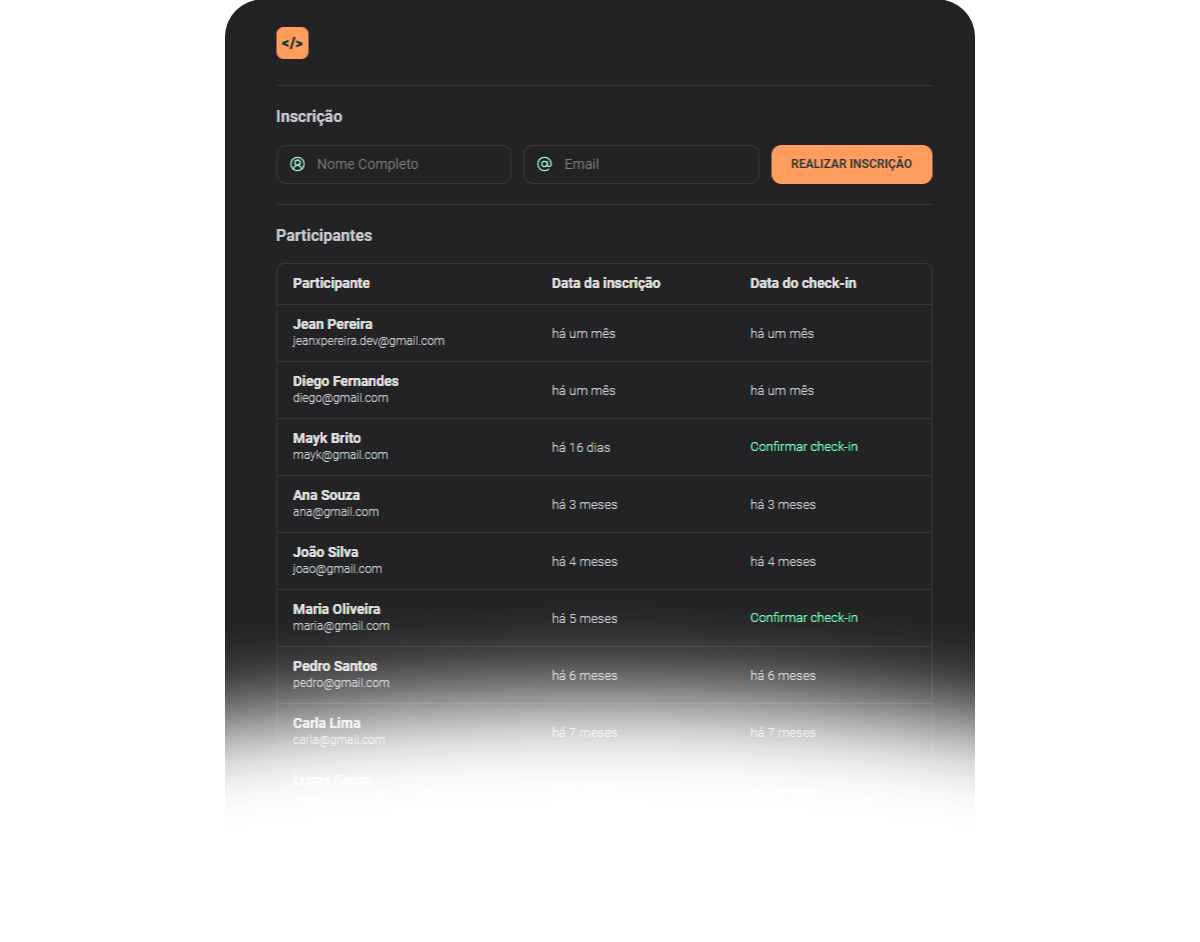 </>
Inscrição
Nome Completo Email REALIZAR INSCRIÇÃO
Participantes
Participante Data da inscrição Data do check-in
Jean Pereira
jeanxpereira.dev@gmail.com há um mês há um mês
Diego Fernandes
diego@gmail.com há um mês há um mês
Mayk Brito
mayk@gmail.com há 16 dias Confirmar check-in
Ana Souza
ana@gmail.com há 3 meses há 3 meses
João Silva
joao@gmail.com há 4 meses há 4 meses
Maria Oliveira
maria@gmail.com há 5 meses Confirmar check-in
Pedro Santos
pedro@gmail.com há 6 meses há 6 meses
Carla Lima
carla@gmail.com há 7 meses há 7 meses
Lucas Sousa